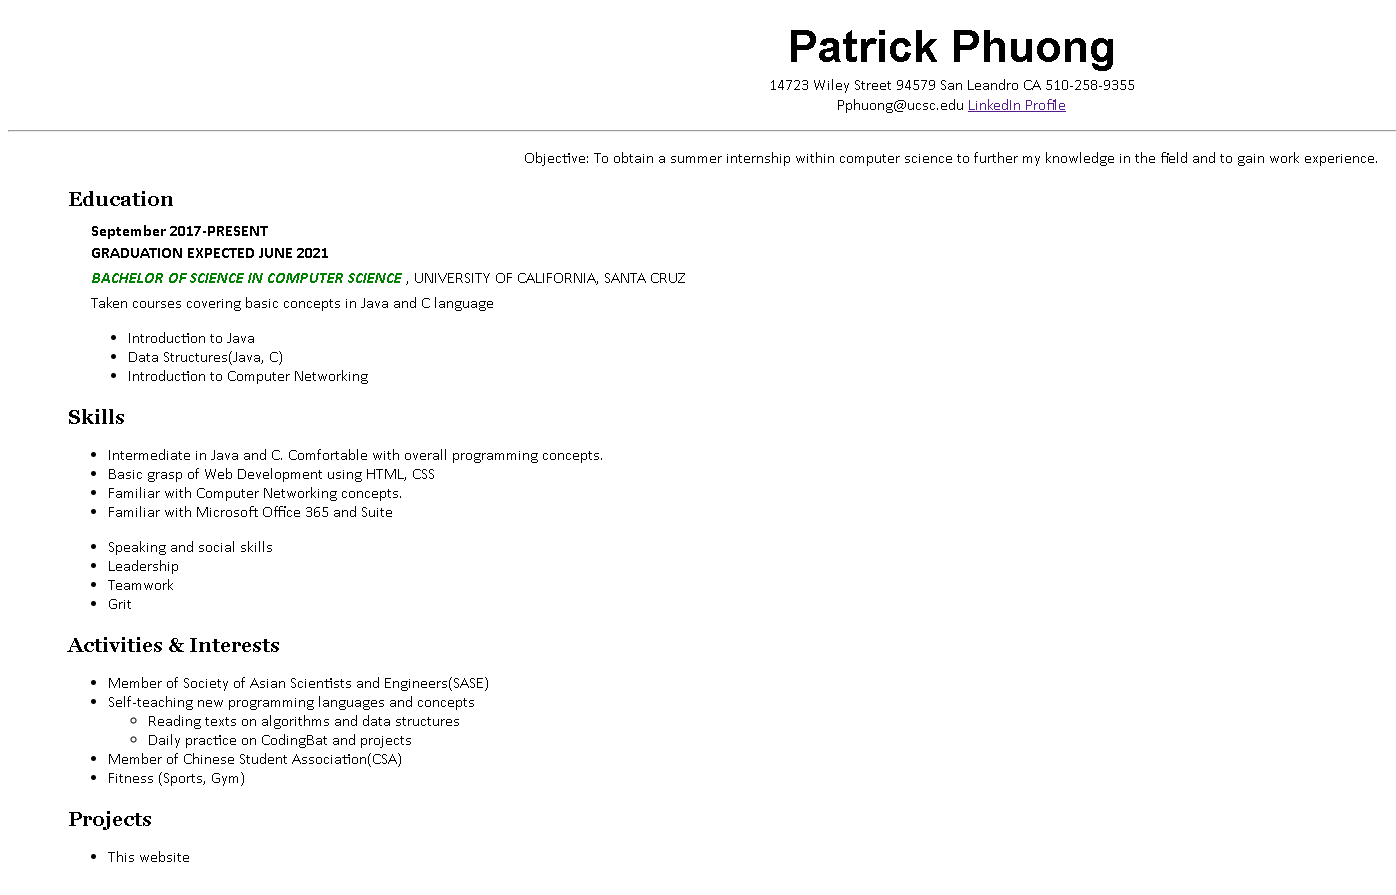 Patrick Phuong
14723 Wiley Street 94579 San Leandro CA 510-258-9355
Pphuong@ucsc.edu LinkedIn Profile
Objective: To obtain a summer internship within computer science to further my knowledge in the field and to gain work experience.
Education
September 2017-PRESENT
GRADUATION EXPECTED JUNE 2021
BACHELOR OF SCIENCE IN COMPUTER SCIENCE , UNIVERSITY OF CALIFORNIA, SANTA CRUZ
Taken courses covering basic concepts in Java and C language
• Introduction to Java
• Data Structures(Java, C)
• Introduction to Computer Networking
Skills
• Intermediate in Java and C. Comfortable with overall programming concepts.
• Basic grasp of Web Development using HTML, CSS
• Familiar with Computer Networking concepts.
• Familiar with Microsoft Office 365 and Suite
• Speaking and social skills
• Leadership
• Teamwork
• Grit
Activities & Interests
• Member of Society of Asian Scientists and Engineers(SASE)
• Self-teaching new programming languages and concepts
◦ Reading texts on algorithms and data structures
◦ Daily practice on CodingBat and projects
• Member of Chinese Student Association(CSA)
• Fitness (Sports, Gym)
Projects
• This website